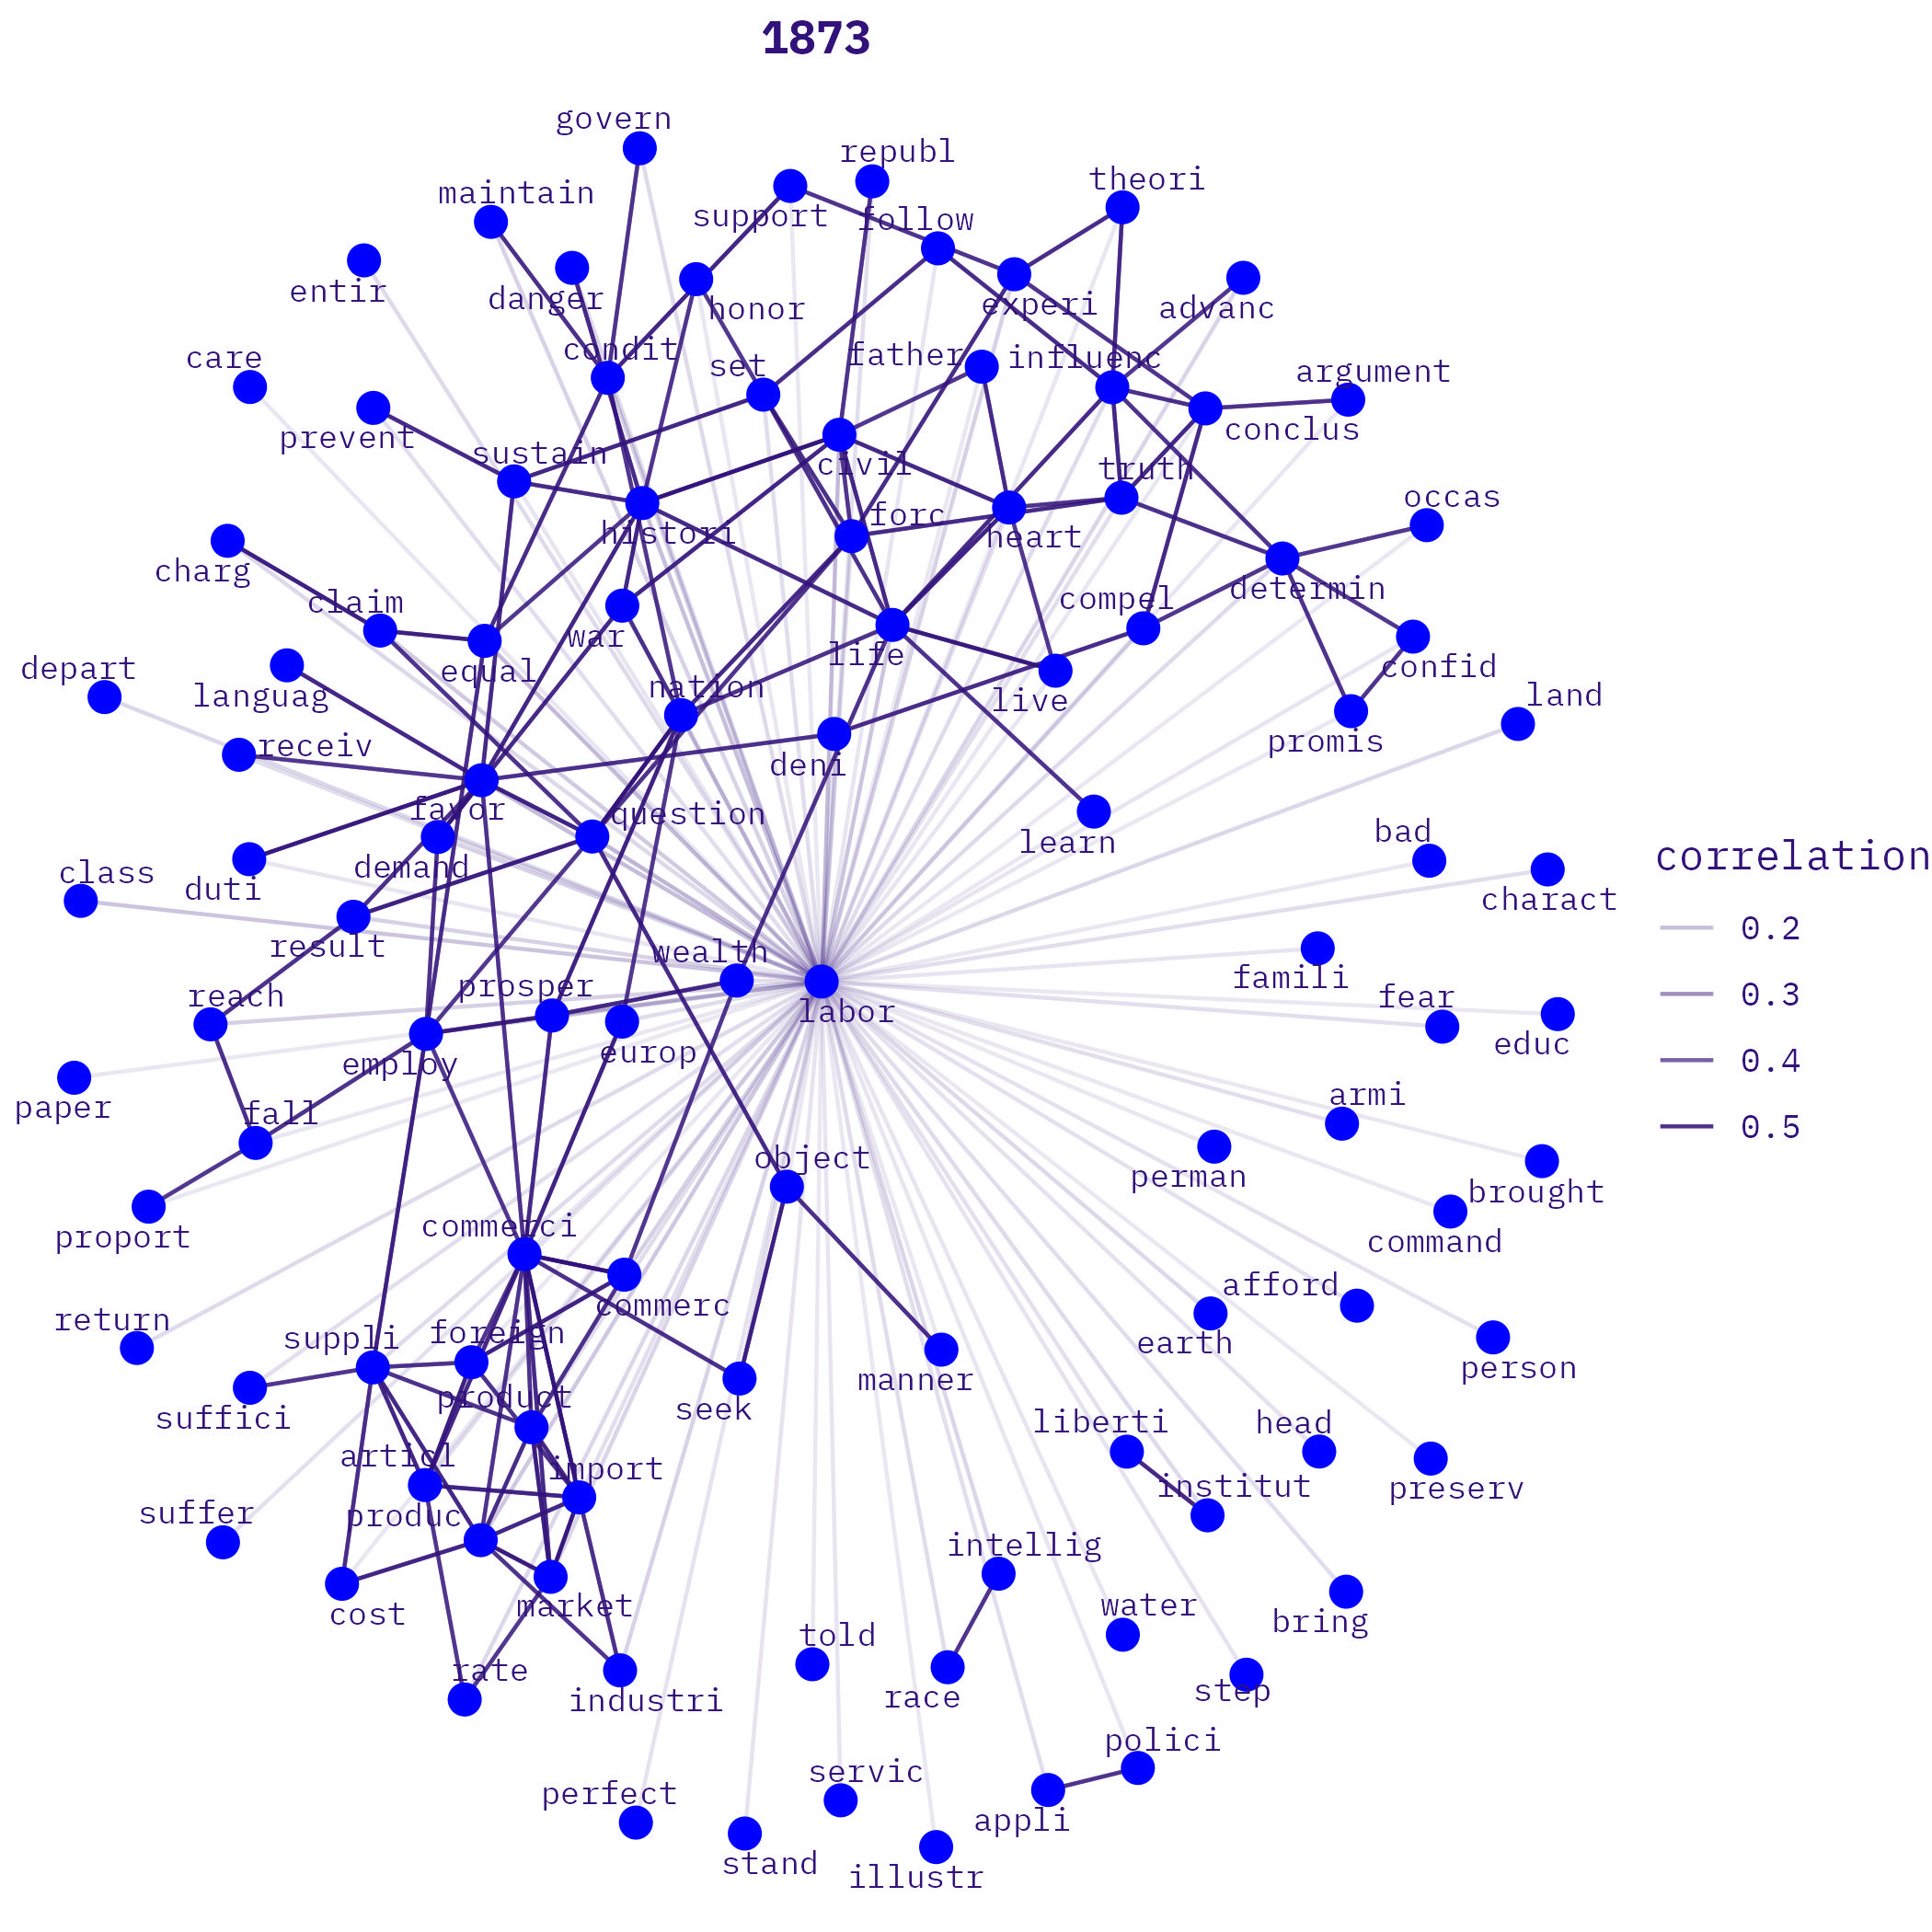 1873
govern
republ
theori
maintain
support
follow
entir
danger
honor
experi
advanc
care
condit
set
father
influenc
argument
prevent
sustain
civil
truth
conclus
occas
charg
histori
forc
heart
claim
war
compel
determin
depart
languag
equal
nation
life
live
confid
land
receiv
deni
promis
favor
question
learn
bad
class
duti
demand
correlation
charact
result
wealth
0.2
reach
prosper
labor
famili
fear
0.3
paper
employ
europ
educ
0.4
fall
armi
0.5
object
perman
brought
proport
commerci
command
return
suppli
foreign
commerc
afford
earth
person
suffici
product
seek
manner
liberti
head
suffer
articl
import
institut
preserv
produc
intellig
cost
market
told
water
bring
rate
industri
race
step
perfect
servic
polici
stand
illustr
appli